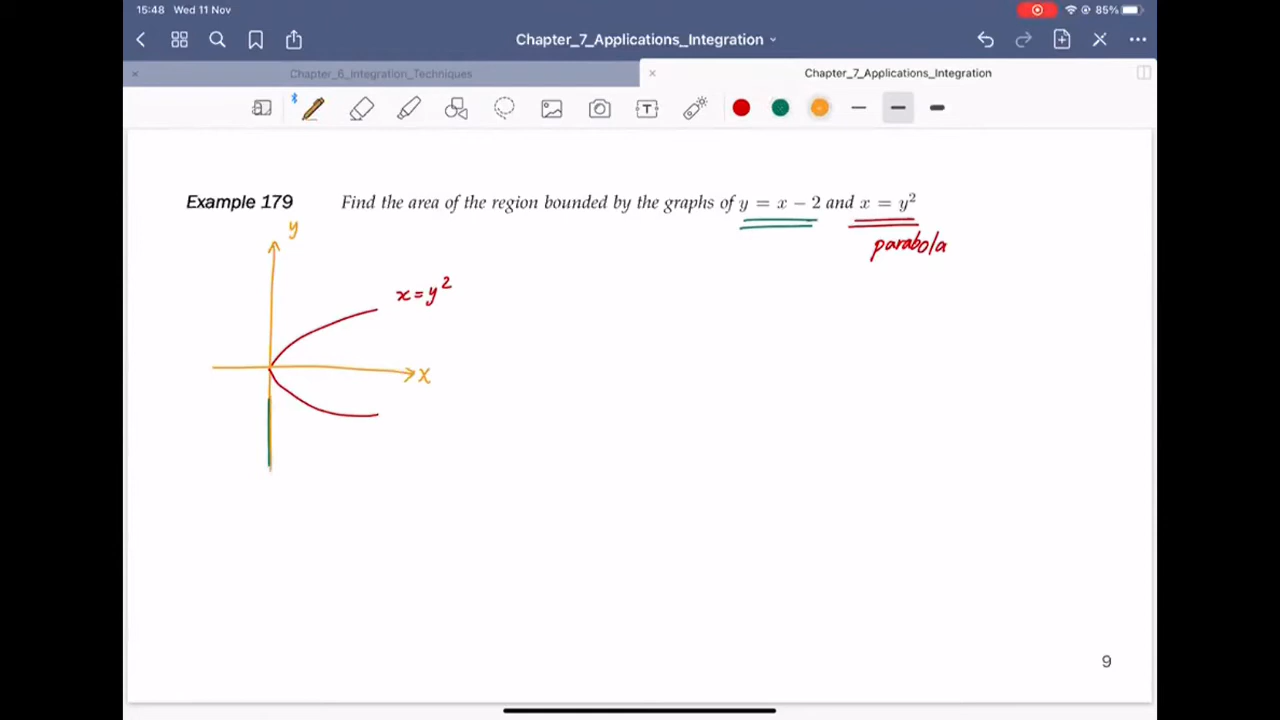 15:48 Wed 11 Nov
85%
Chapter_7_Applications_Integration
Chapter_6_Integration_Techniques
Chapter_7_Applications_Integration
T
Example 179 Find the area of the region bounded by the graphs of y = x − 2 and x = y²
parabola
y
x = y²
x
9